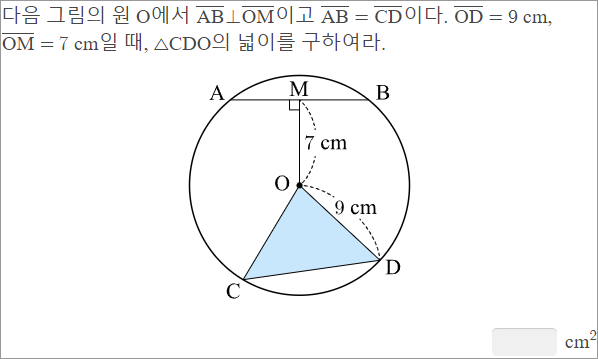 다음 그림의 원 O에서 AB⊥OM이고 AB = CD이다. OD = 9 cm,
OM = 7 cm일 때, △CDO의 넓이를 구하여라.
A
M
B
7 cm
O
9 cm
D
C
cm²